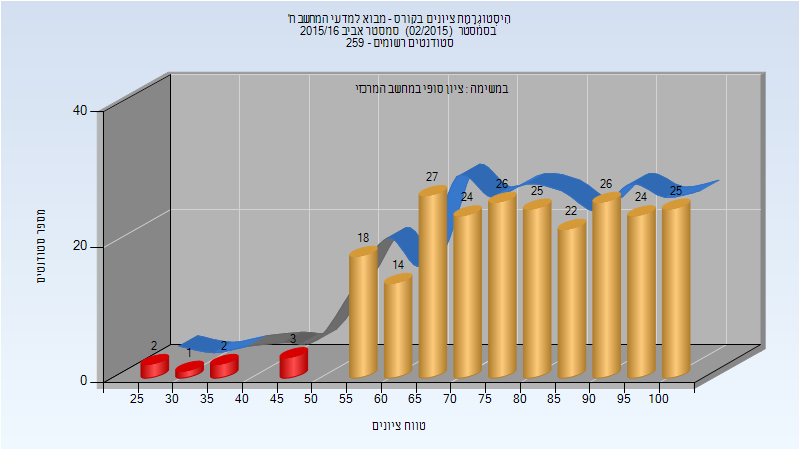 היסטוגרמת ציונים בקורס - מבוא למדעי המחשב ח'
בסמסטר (02/2015) סמסטר אביב 2015/16
סטודנטים רשומים - 259
במשימה : ציון סופי במחשב המרכזי
מספר סטודנטים
40
20
0
2
1
2
3
18
14
27
24
26
25
22
26
24
25
25 30 35 40 45 50 55 60 65 70 75 80 85 90 95 100
טווח ציונים